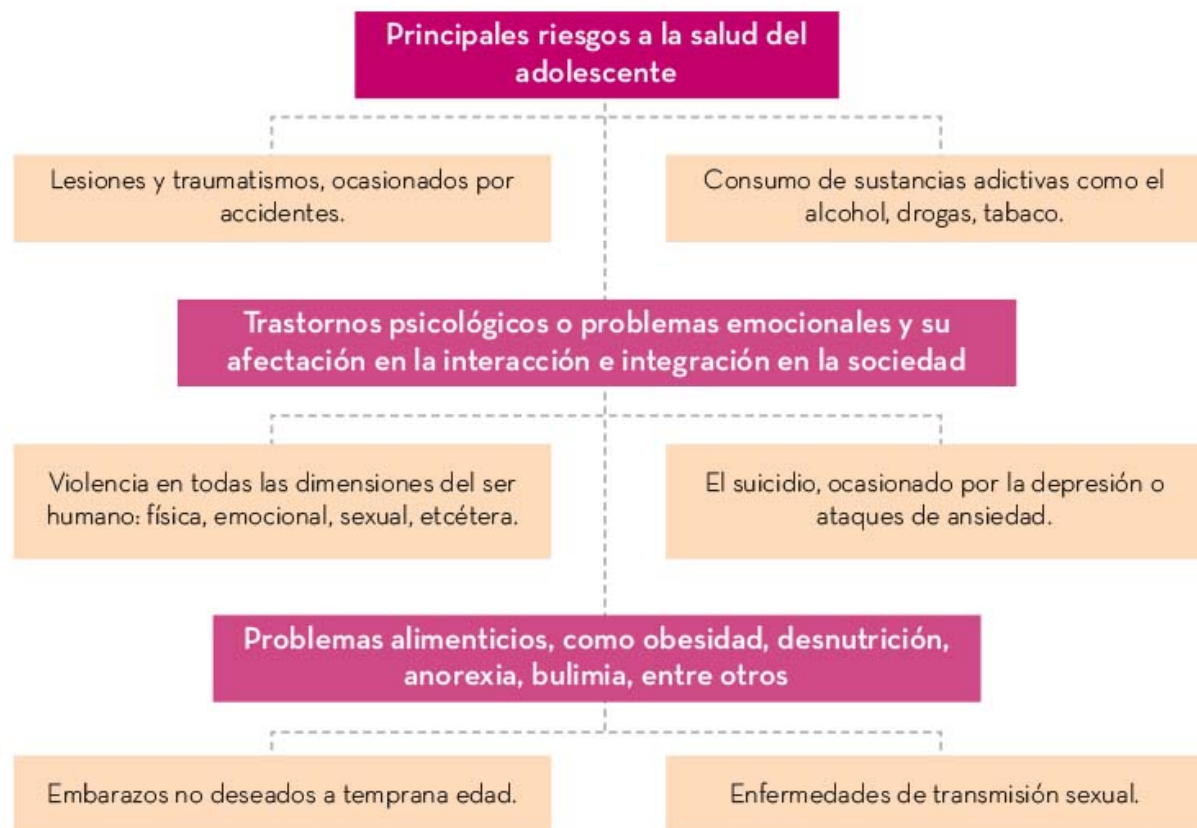 Principales riesgos a la salud del
adolescente
Lesiones y traumatismos, ocasionados por
accidentes.
Consumo de sustancias adictivas como el
alcohol, drogas, tabaco.
Trastornos psicológicos o problemas emocionales y su
afectación en la interacción e integración en la sociedad
Violencia en todas las dimensiones del ser
humano: física, emocional, sexual, etcétera.
El suicidio, ocasionado por la depresión o
ataques de ansiedad.
Problemas alimenticios, como obesidad, desnutrición,
anorexia, bulimia, entre otros
Embarazos no deseados a temprana edad.
Enfermedades de transmisión sexual.